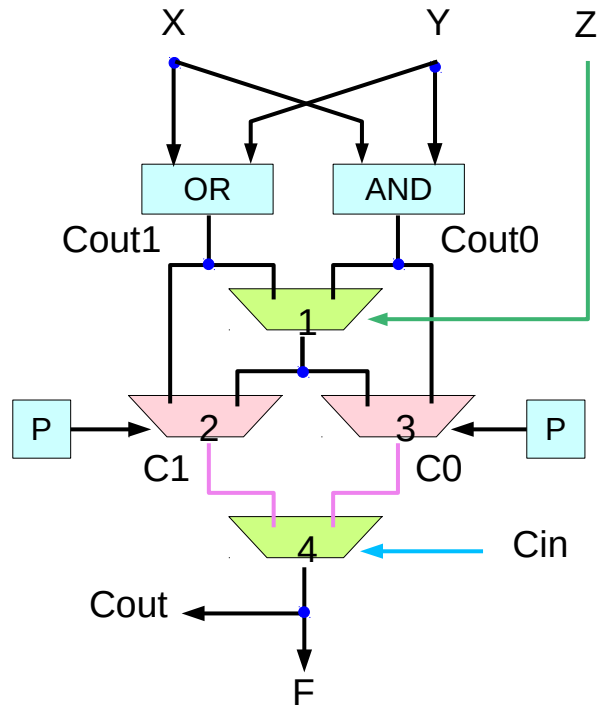 X Y Z
OR AND
Cout1 Cout0
1
P 2 3 P
C1 C0
4 Cin
Cout
F